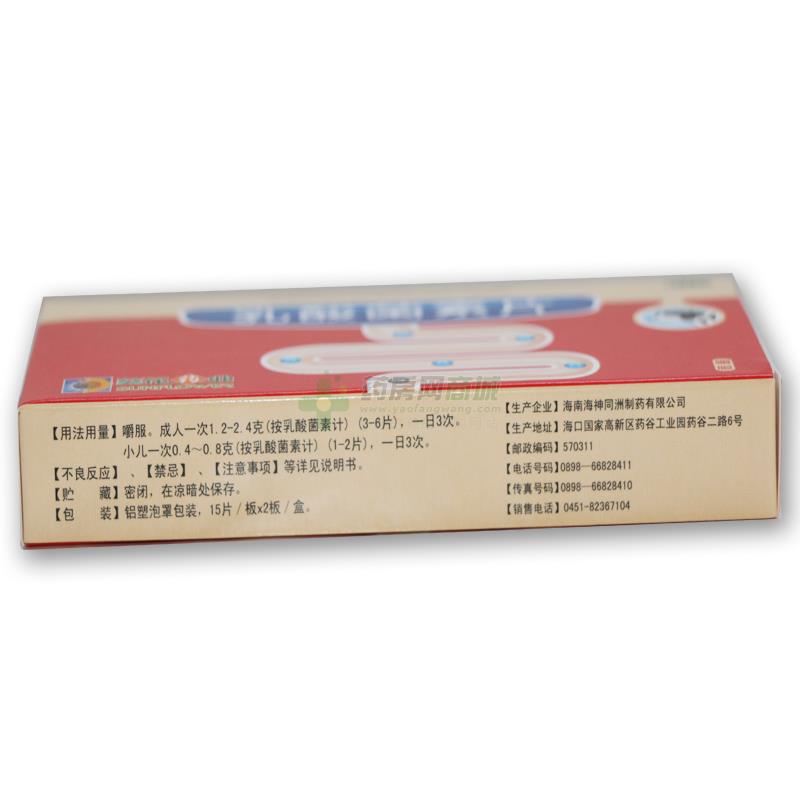 乳酸菌素片
葵花药业
SUNFLOWER
药房网商城
www.yaofangwang.com
【用法用量】嚼服。成人一次1.2-2.4克(按乳酸菌素计)(3-6片)，一日3次。
小儿一次0.4～0.8克(按乳酸菌素计)(1-2片)，一日3次。
【不良反应】、【禁忌】、【注意事项】等详见说明书。
【贮　藏】密闭，在凉暗处保存。
【包　装】铝塑泡罩包装，15片/板x2板/盒。
【生产企业】海南海神同洲制药有限公司
【生产地址】海口国家高新区药谷工业园药谷二路6号
【邮政编码】570311
【电话号码】0898—66828411
【传真号码】0898—66828410
【销售电话】0451-82367104